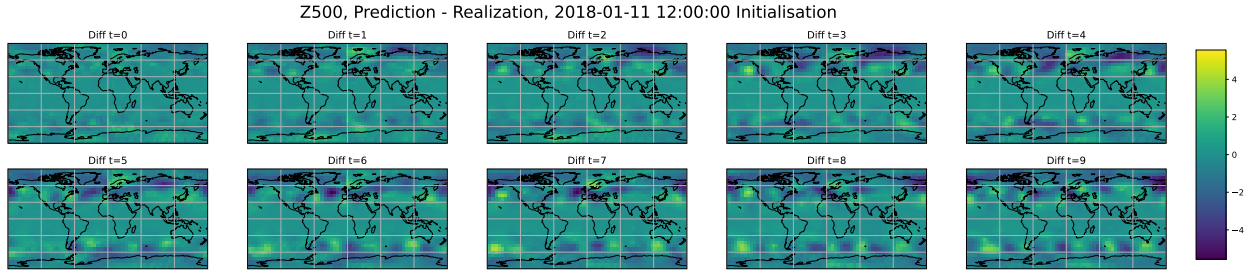 Z500, Prediction - Realization, 2018-01-11 12:00:00 Initialisation
Diff t=0
Diff t=1
Diff t=2
Diff t=3
Diff t=4
Diff t=5
Diff t=6
Diff t=7
Diff t=8
Diff t=9
4
2
0
−2
−4